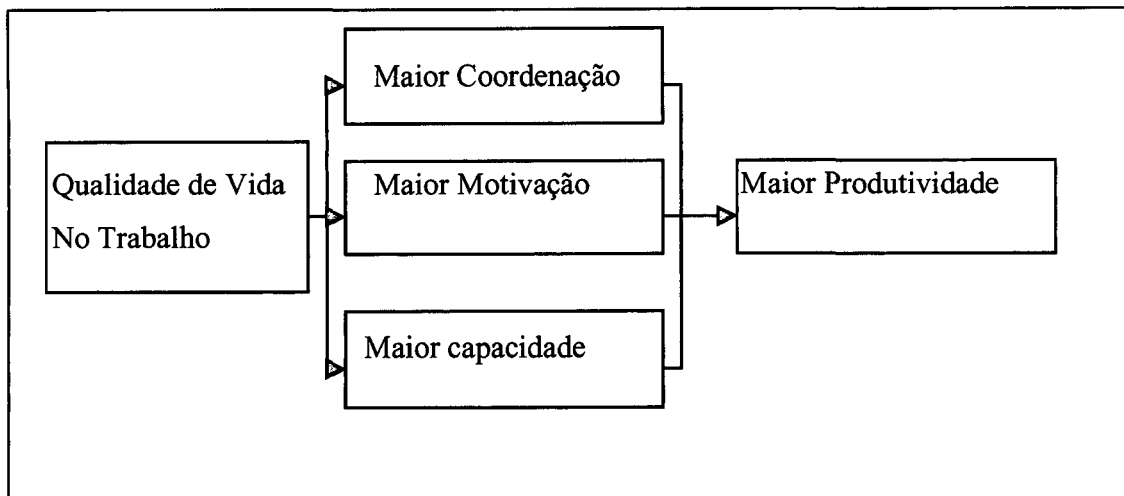 Qualidade de Vida
No Trabalho
Maior Coordenação
Maior Motivação
Maior capacidade
Maior Produtividade